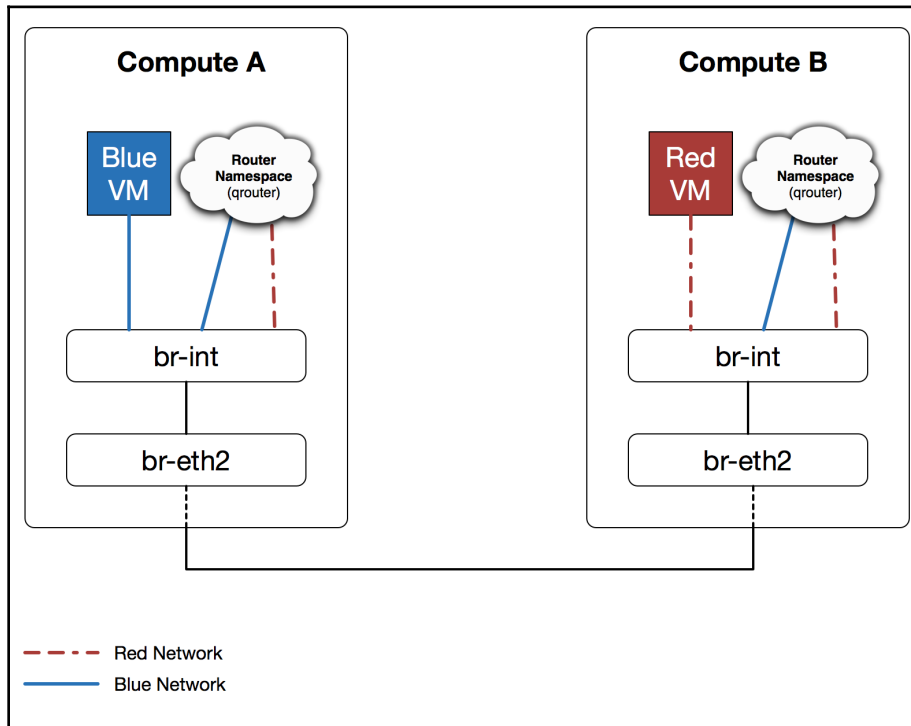 Compute A
Blue
VM
Router
Namespace
(qrouter)
br-int
br-eth2
Compute B
Red
VM
Router
Namespace
(qrouter)
br-int
br-eth2
Red Network
Blue Network